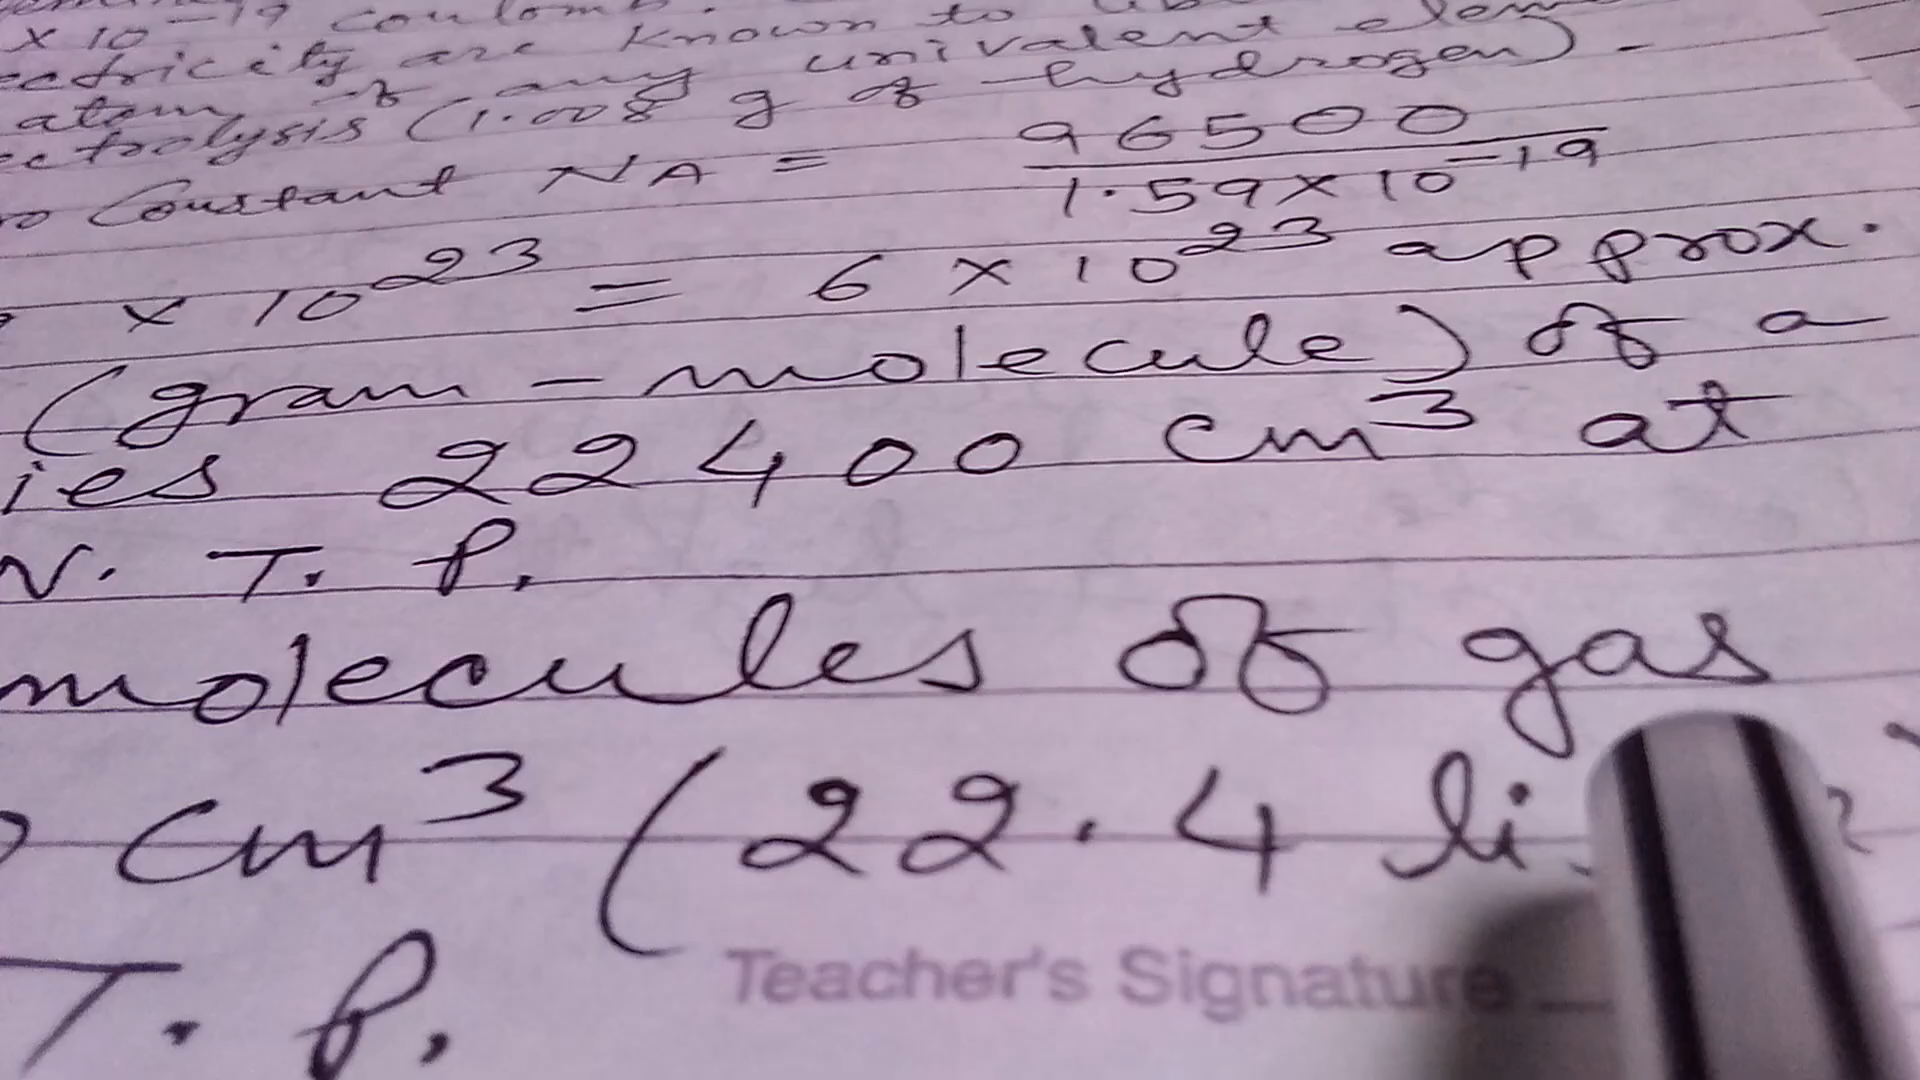 × 10⁻¹⁹ coulomb.
ectricity are known to
atom of any univalent elem
ectrolysis (1.008 g of hydrogen).
ro Constant NA = 96500 / 1.59 × 10⁻¹⁹
× 10²³ = 6 × 10²³ approx.
(gram - molecule) of a
ies 22400 cm³ at
N. T. P.
molecules of gas
cm³ (22.4 li
T. P.
Teacher's Signature